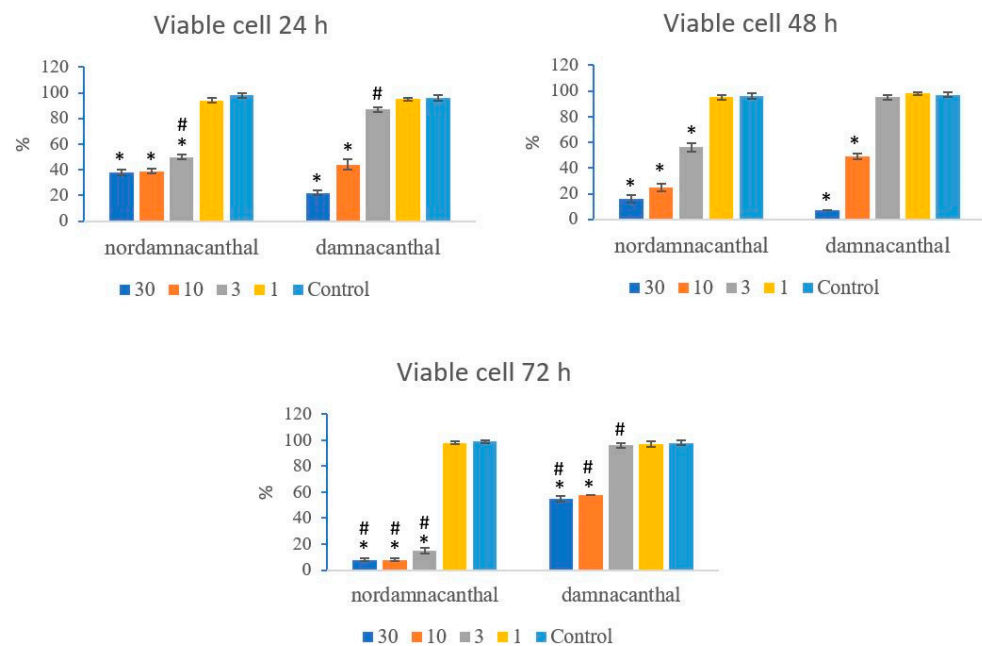 Viable cell 24 h
120
100
80
60
40
20
0
%
* * # * * * #
nordamnacanthal damnacanthal
30 10 3 1 Control
Viable cell 48 h
120
100
80
60
40
20
0
%
* * * * *
nordamnacanthal damnacanthal
30 10 3 1 Control
Viable cell 72 h
120
100
80
60
40
20
0
%
# # # # # #
* * * * *
nordamnacanthal damnacanthal
30 10 3 1 Control